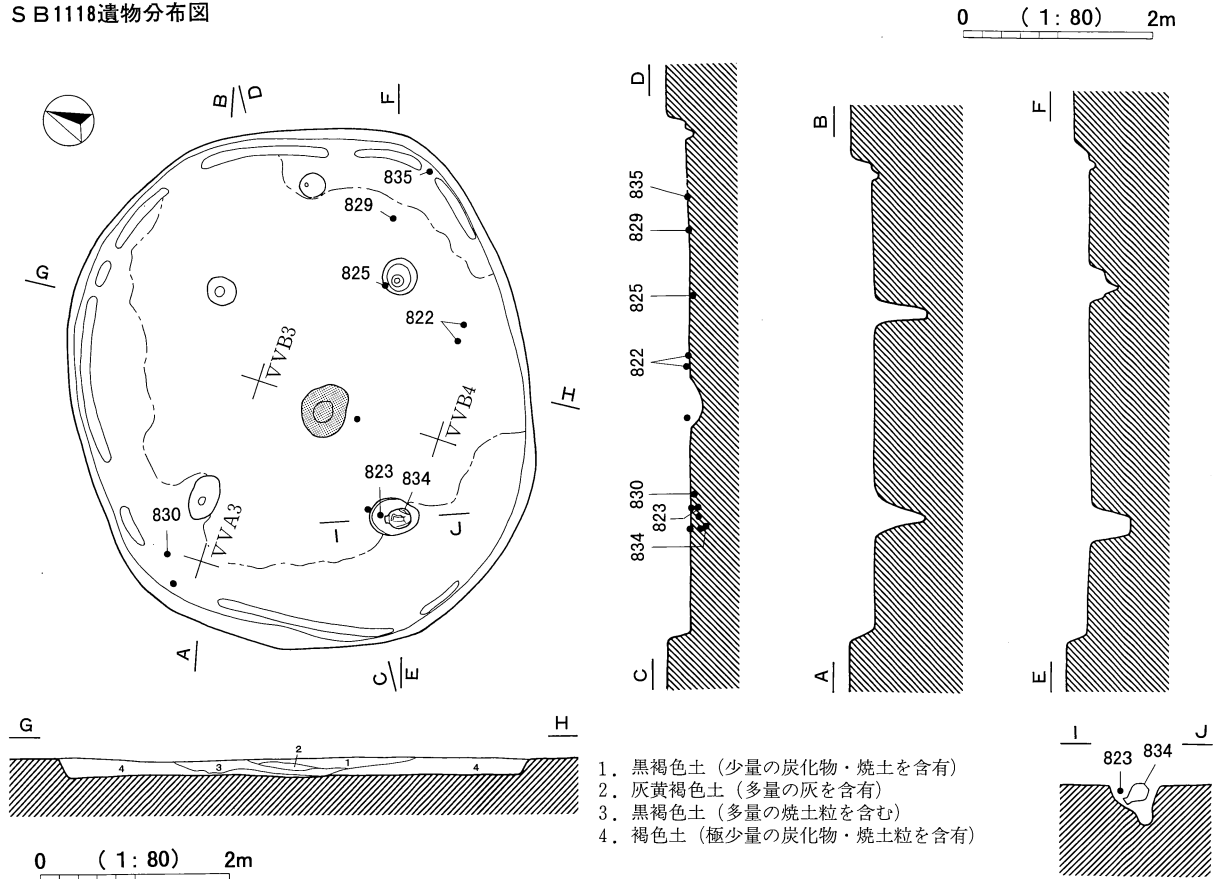 SB1118遺物分布図
0 (1:80) 2m
B D
F
835
829
G
825
822
VVB3
H
VVB4
823 834
830
VVA3
I J
A
C E
D
835
829
825
822
830
823
834
C
B
A
F
E
G H
2
4 3 1 4
1. 黒褐色土（少量の炭化物・焼土を含有）
2. 灰黄褐色土（多量の灰を含有）
3. 黒褐色土（多量の焼土粒を含む）
4. 褐色土（極少量の炭化物・焼土粒を含有）
I J
823 834
0 (1:80) 2m